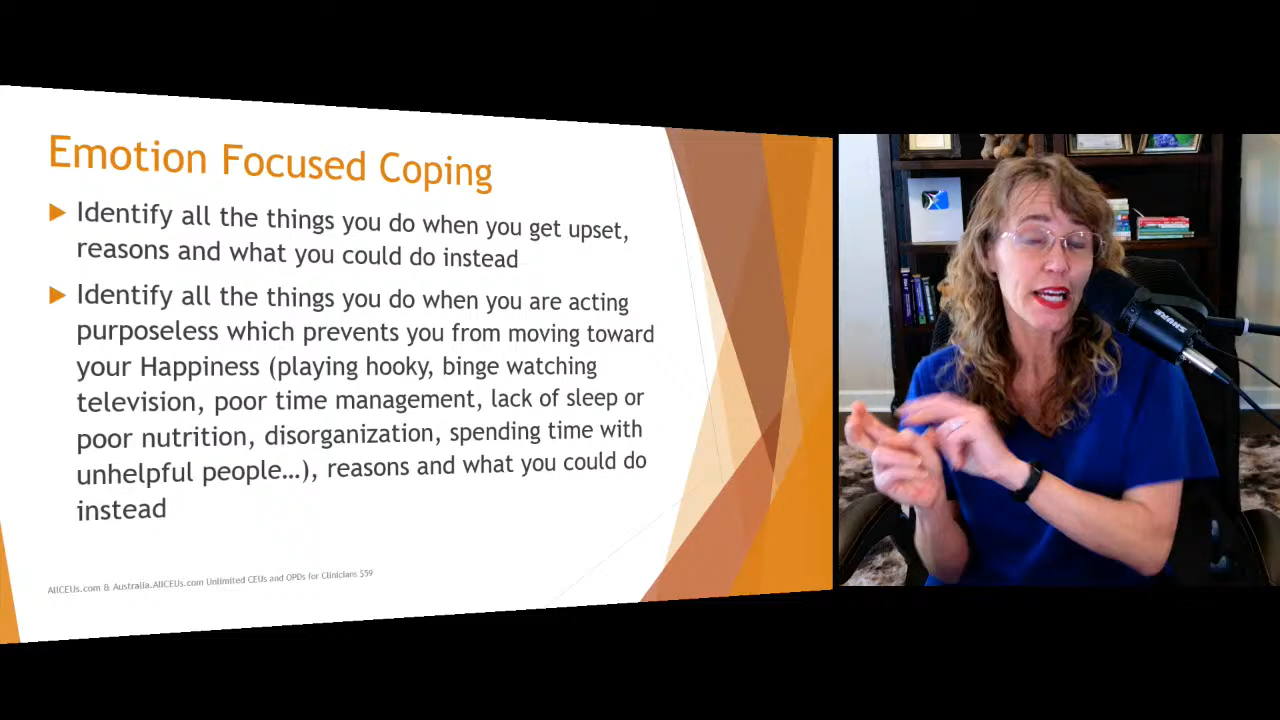 Emotion Focused Coping
Identify all the things you do when you get upset,
reasons and what you could do instead
Identify all the things you do when you are acting
purposeless which prevents you from moving toward
your Happiness (playing hooky, binge watching
television, poor time management, lack of sleep or
poor nutrition, disorganization, spending time with
unhelpful people…), reasons and what you could do
instead
AllCEUs.com & Australia.AllCEUs.com Unlimited CEUs and OPDs for Clinicians $59
SHURE